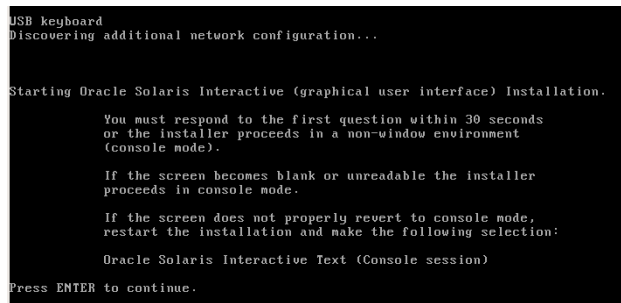 USB keyboard
Discovering additional network configuration...
Starting Oracle Solaris Interactive (graphical user interface) Installation.
You must respond to the first question within 30 seconds
or the installer proceeds in a non-window environment
(console mode).
If the screen becomes blank or unreadable the installer
proceeds in console mode.
If the screen does not properly revert to console mode,
restart the installation and make the following selection:
Oracle Solaris Interactive Text (Console session)
Press ENTER to continue.